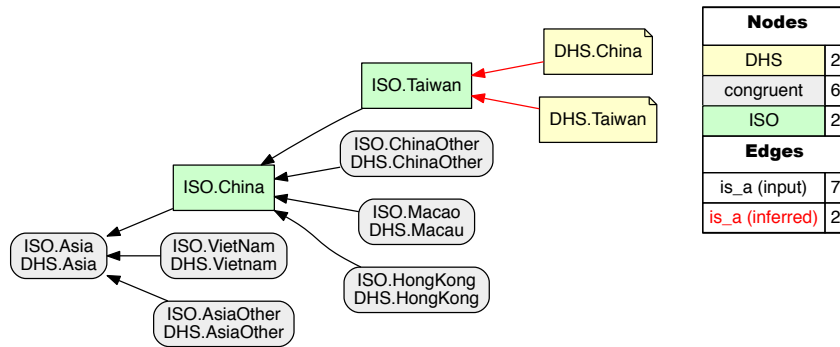 DHS.China
ISO.Taiwan
DHS.Taiwan
ISO.ChinaOther
DHS.ChinaOther
ISO.China
ISO.Macao
DHS.Macau
ISO.Asia
DHS.Asia
ISO.VietNam
DHS.Vietnam
ISO.HongKong
DHS.HongKong
ISO.AsiaOther
DHS.AsiaOther
Nodes
DHS 2
congruent 6
ISO 2
Edges
is_a (input) 7
is_a (inferred) 2